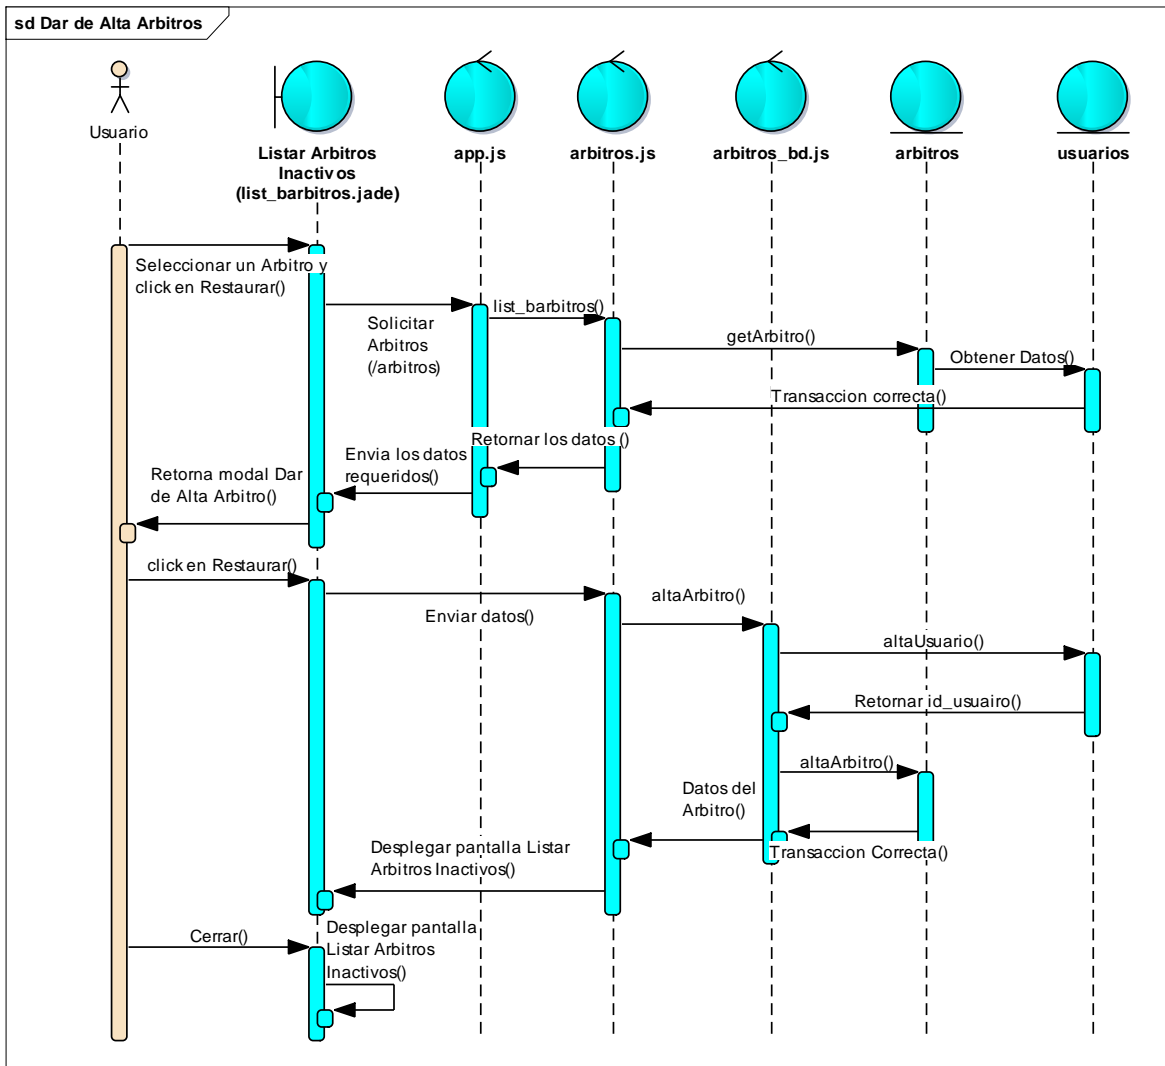 sd Dar de Alta Arbitros
Usuario
Listar Arbitros
Inactivos
(list_barbitros.jade)
app.js
arbitros.js
arbitros_bd.js
arbitros
usuarios
Seleccionar un Arbitro y
click en Restaurar()
Solicitar
Arbitros
(/arbitros)
list_barbitros()
getArbitro()
Obtener Datos()
Transaccion correcta()
Retornar los datos ()
Envia los datos
requeridos()
Retorna modal Dar
de Alta Arbitro()
click en Restaurar()
Enviar datos()
altaArbitro()
altaUsuario()
Retornar id_usuairo()
altaArbitro()
Datos del
Arbitro()
Transaccion Correcta()
Desplegar pantalla Listar
Arbitros Inactivos()
Cerrar()
Desplegar pantalla
Listar Arbitros
Inactivos()